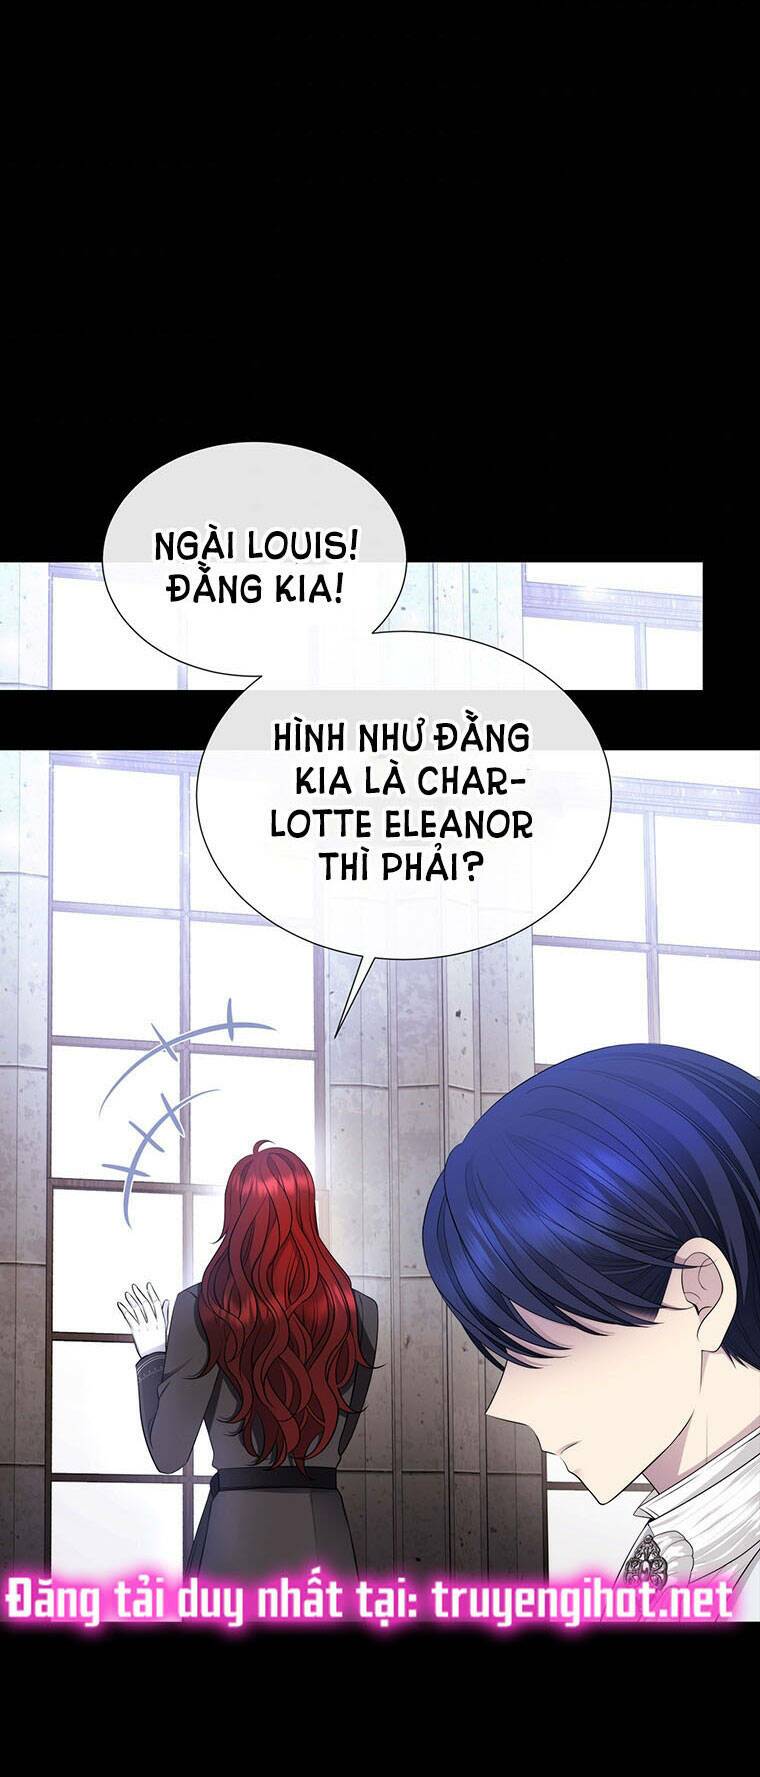 NGÀI LOUIS!
ĐẰNG KIA!
HÌNH NHƯ ĐẰNG
KIA LÀ CHAR-
LOTTE ELEANOR
THÌ PHẢI?
Đăng tải duy nhất tại: truyengihot.net